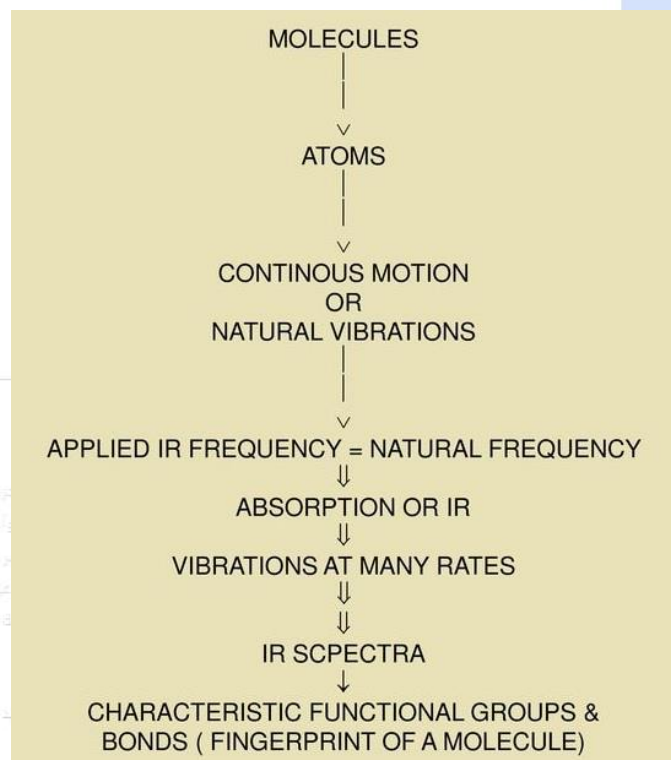 MOLECULES
ATOMS
CONTINOUS MOTION
OR
NATURAL VIBRATIONS
APPLIED IR FREQUENCY = NATURAL FREQUENCY
⇓
ABSORPTION OR IR
⇓
VIBRATIONS AT MANY RATES
⇓
⇓
IR SCPECTRA
↓
CHARACTERISTIC FUNCTIONAL GROUPS &
BONDS ( FINGERPRINT OF A MOLECULE)